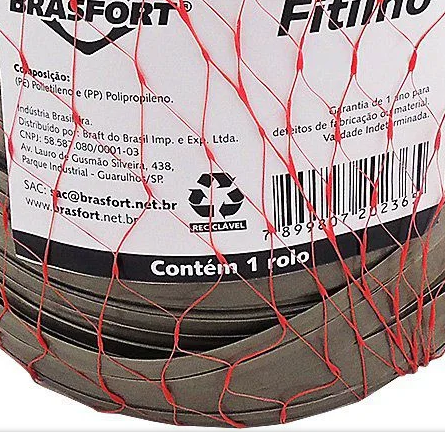 BRASFORT®
Fitilho
Composição:
(PE) Polietileno e (PP) Polipropileno.
Indústria Brasileira.
Distribuído por: Braft do Brasil Imp. e Exp. Ltda.
CNPJ: 58.587.080/0001-03
Av. Lauro de Gusmão Silveira, 438,
Parque Industrial - Guarulhos/SP.
SAC: sac@brasfort.net.br
www.brasfort.net.br
RECICLÁVEL
Garantia de 1 ano para
defeitos de fabricação ou material.
Validade Indeterminada.
7 899807 202369
Contém 1 rolo